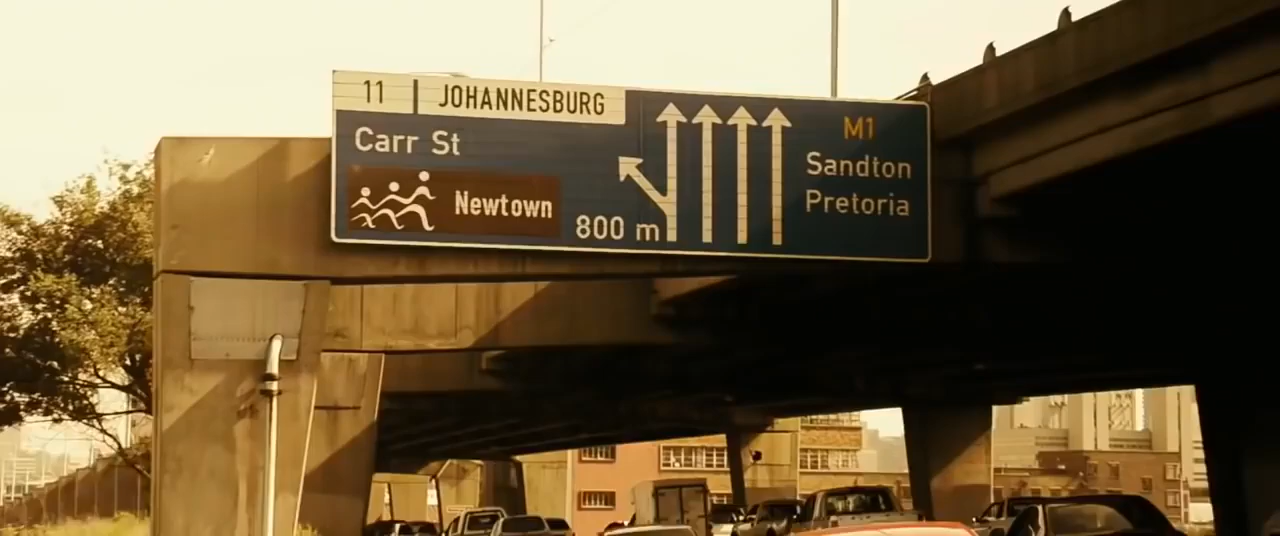 11 JOHANNESBURG
Carr St
Newtown
800 m
M1
Sandton
Pretoria